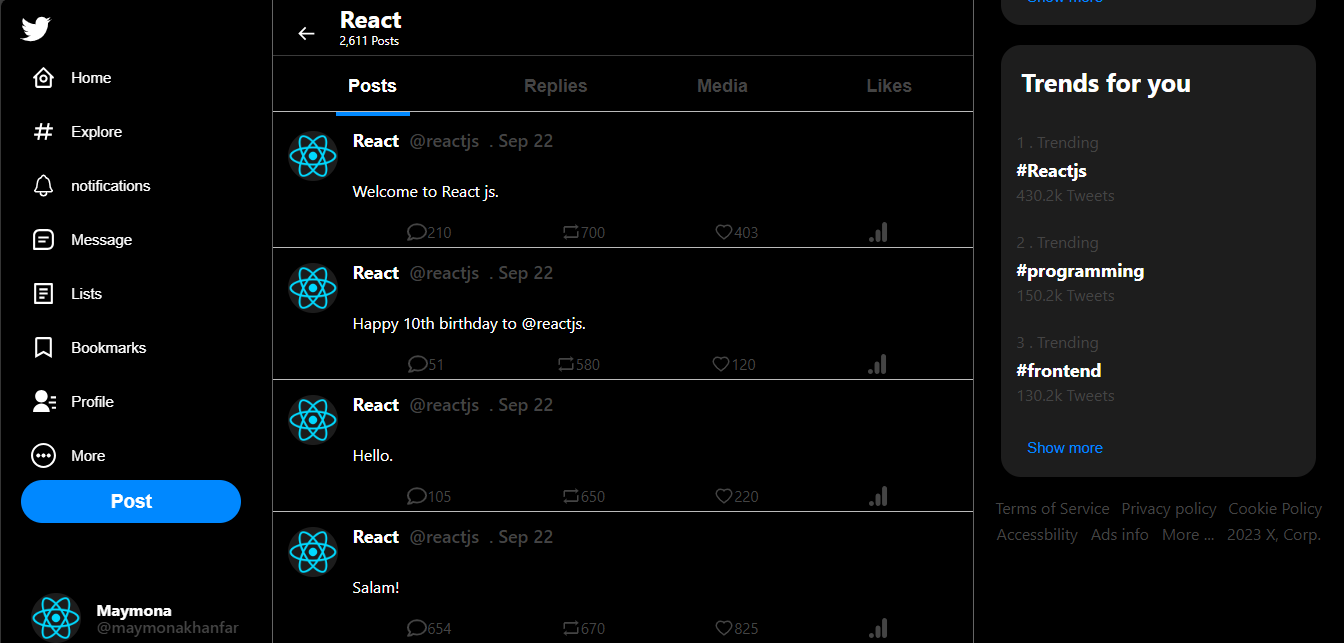 Home
Explore
notifications
Message
Lists
Bookmarks
Profile
More
Post
Maymona
@maymonakhanfar
React
2,611 Posts
Posts Replies Media Likes
React @reactjs . Sep 22
Welcome to React js.
210 700 403
React @reactjs . Sep 22
Happy 10th birthday to @reactjs.
51 580 120
React @reactjs . Sep 22
Hello.
105 650 220
React @reactjs . Sep 22
Salam!
654 670 825
Show more
Trends for you
1 . Trending
#Reactjs
430.2k Tweets
2 . Trending
#programming
150.2k Tweets
3 . Trending
#frontend
130.2k Tweets
Show more
Terms of Service Privacy policy Cookie Policy
Accessbility Ads info More ... 2023 X, Corp.